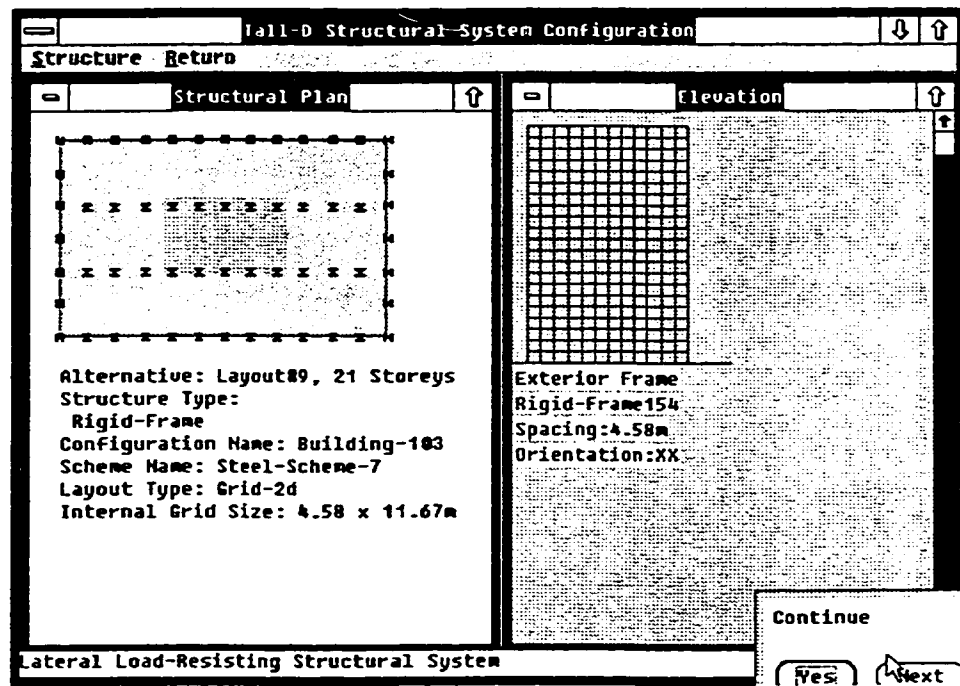 Tall-D Structural System Configuration
Structure Return
Structural Plan
Alternative: Layout#9, 21 Storeys
Structure Type:
Rigid-Frame
Configuration Name: Building-103
Scheme Name: Steel-Scheme-7
Layout Type: Grid-2d
Internal Grid Size: 4.58 x 11.67m
Elevation
Exterior Frame
Rigid-Frame154
Spacing:4.58m
Orientation:XX
Continue
Yes Next
Lateral Load-Resisting Structural System